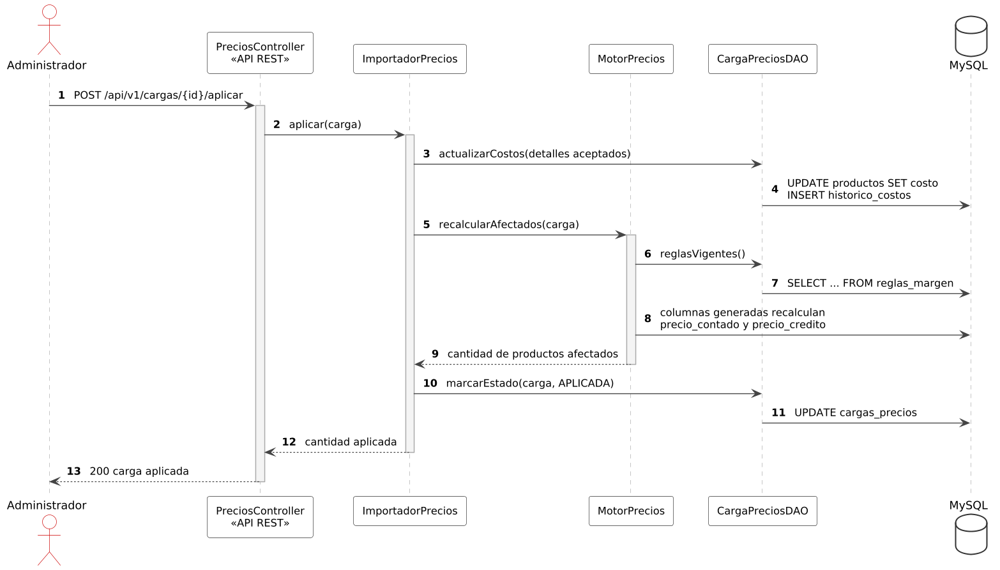 Administrador
PreciosController
«API REST»
ImportadorPrecios
MotorPrecios
CargaPreciosDAO
MySQL
1 POST /api/v1/cargas/{id}/aplicar
2 aplicar(carga)
3 actualizarCostos(detalles aceptados)
4 UPDATE productos SET costo
INSERT historico_costos
5 recalcularAfectados(carga)
6 reglasVigentes()
7 SELECT ... FROM reglas_margen
8 columnas generadas recalculan
precio_contado y precio_credito
9 cantidad de productos afectados
10 marcarEstado(carga, APLICADA)
11 UPDATE cargas_precios
12 cantidad aplicada
13 200 carga aplicada
Administrador
PreciosController
«API REST»
ImportadorPrecios
MotorPrecios
CargaPreciosDAO
MySQL